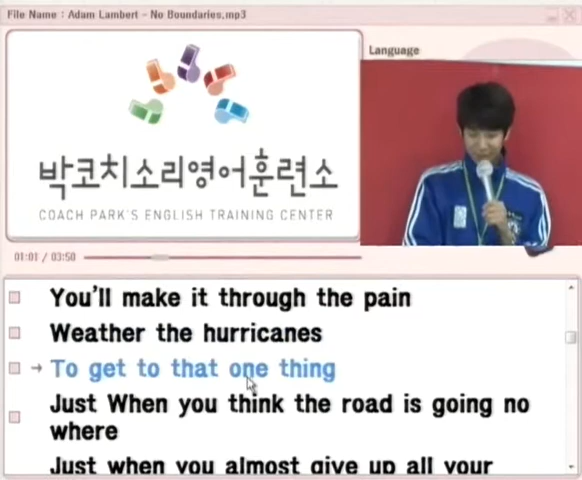 File Name : Adam Lambert - No Boundaries.mp3
Language
박코치소리영어훈련소
COACH PARK'S ENGLISH TRAINING CENTER
01:01 / 03:50
You'll make it through the pain
Weather the hurricanes
To get to that one thing
Just When you think the road is going no
where
Just when you almost give up all your